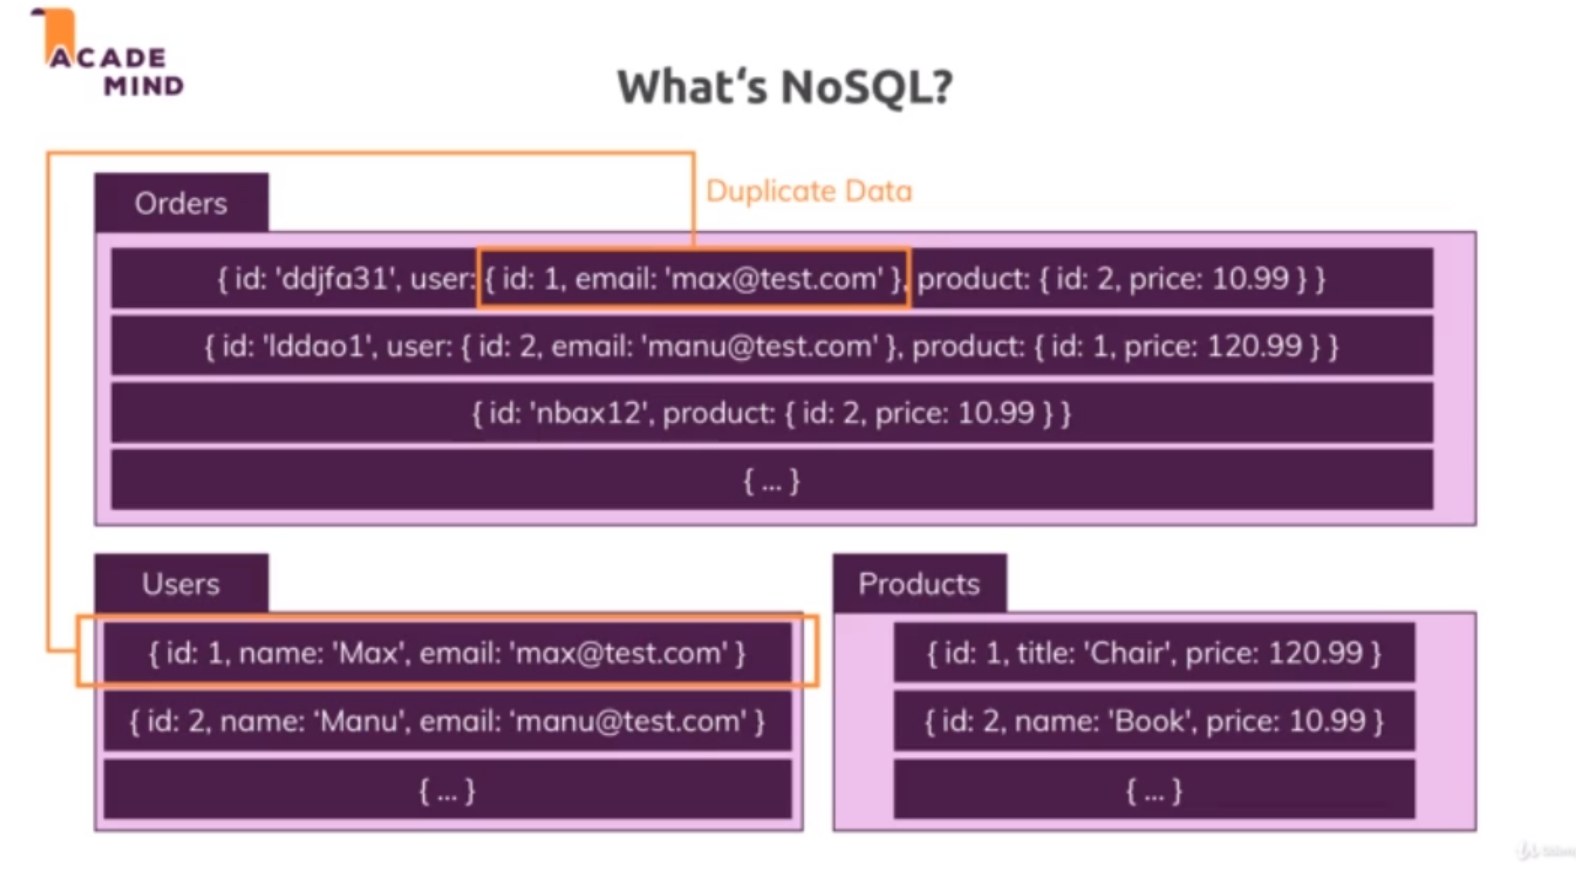 ACADE
MIND
What‘s NoSQL?
Duplicate Data
Orders
{ id: 'ddjfa31', user: { id: 1, email: 'max@test.com' }, product: { id: 2, price: 10.99 } }
{ id: 'lddao1', user: { id: 2, email: 'manu@test.com' }, product: { id: 1, price: 120.99 } }
{ id: 'nbax12', product: { id: 2, price: 10.99 } }
{ ... }
Users
{ id: 1, name: 'Max', email: 'max@test.com' }
{ id: 2, name: ‘Manu', email: ‘manu@test.com' }
{ ... }
Products
{ id: 1, title: 'Chair', price: 120.99 }
{ id: 2, name: 'Book', price: 10.99 }
{ ... }